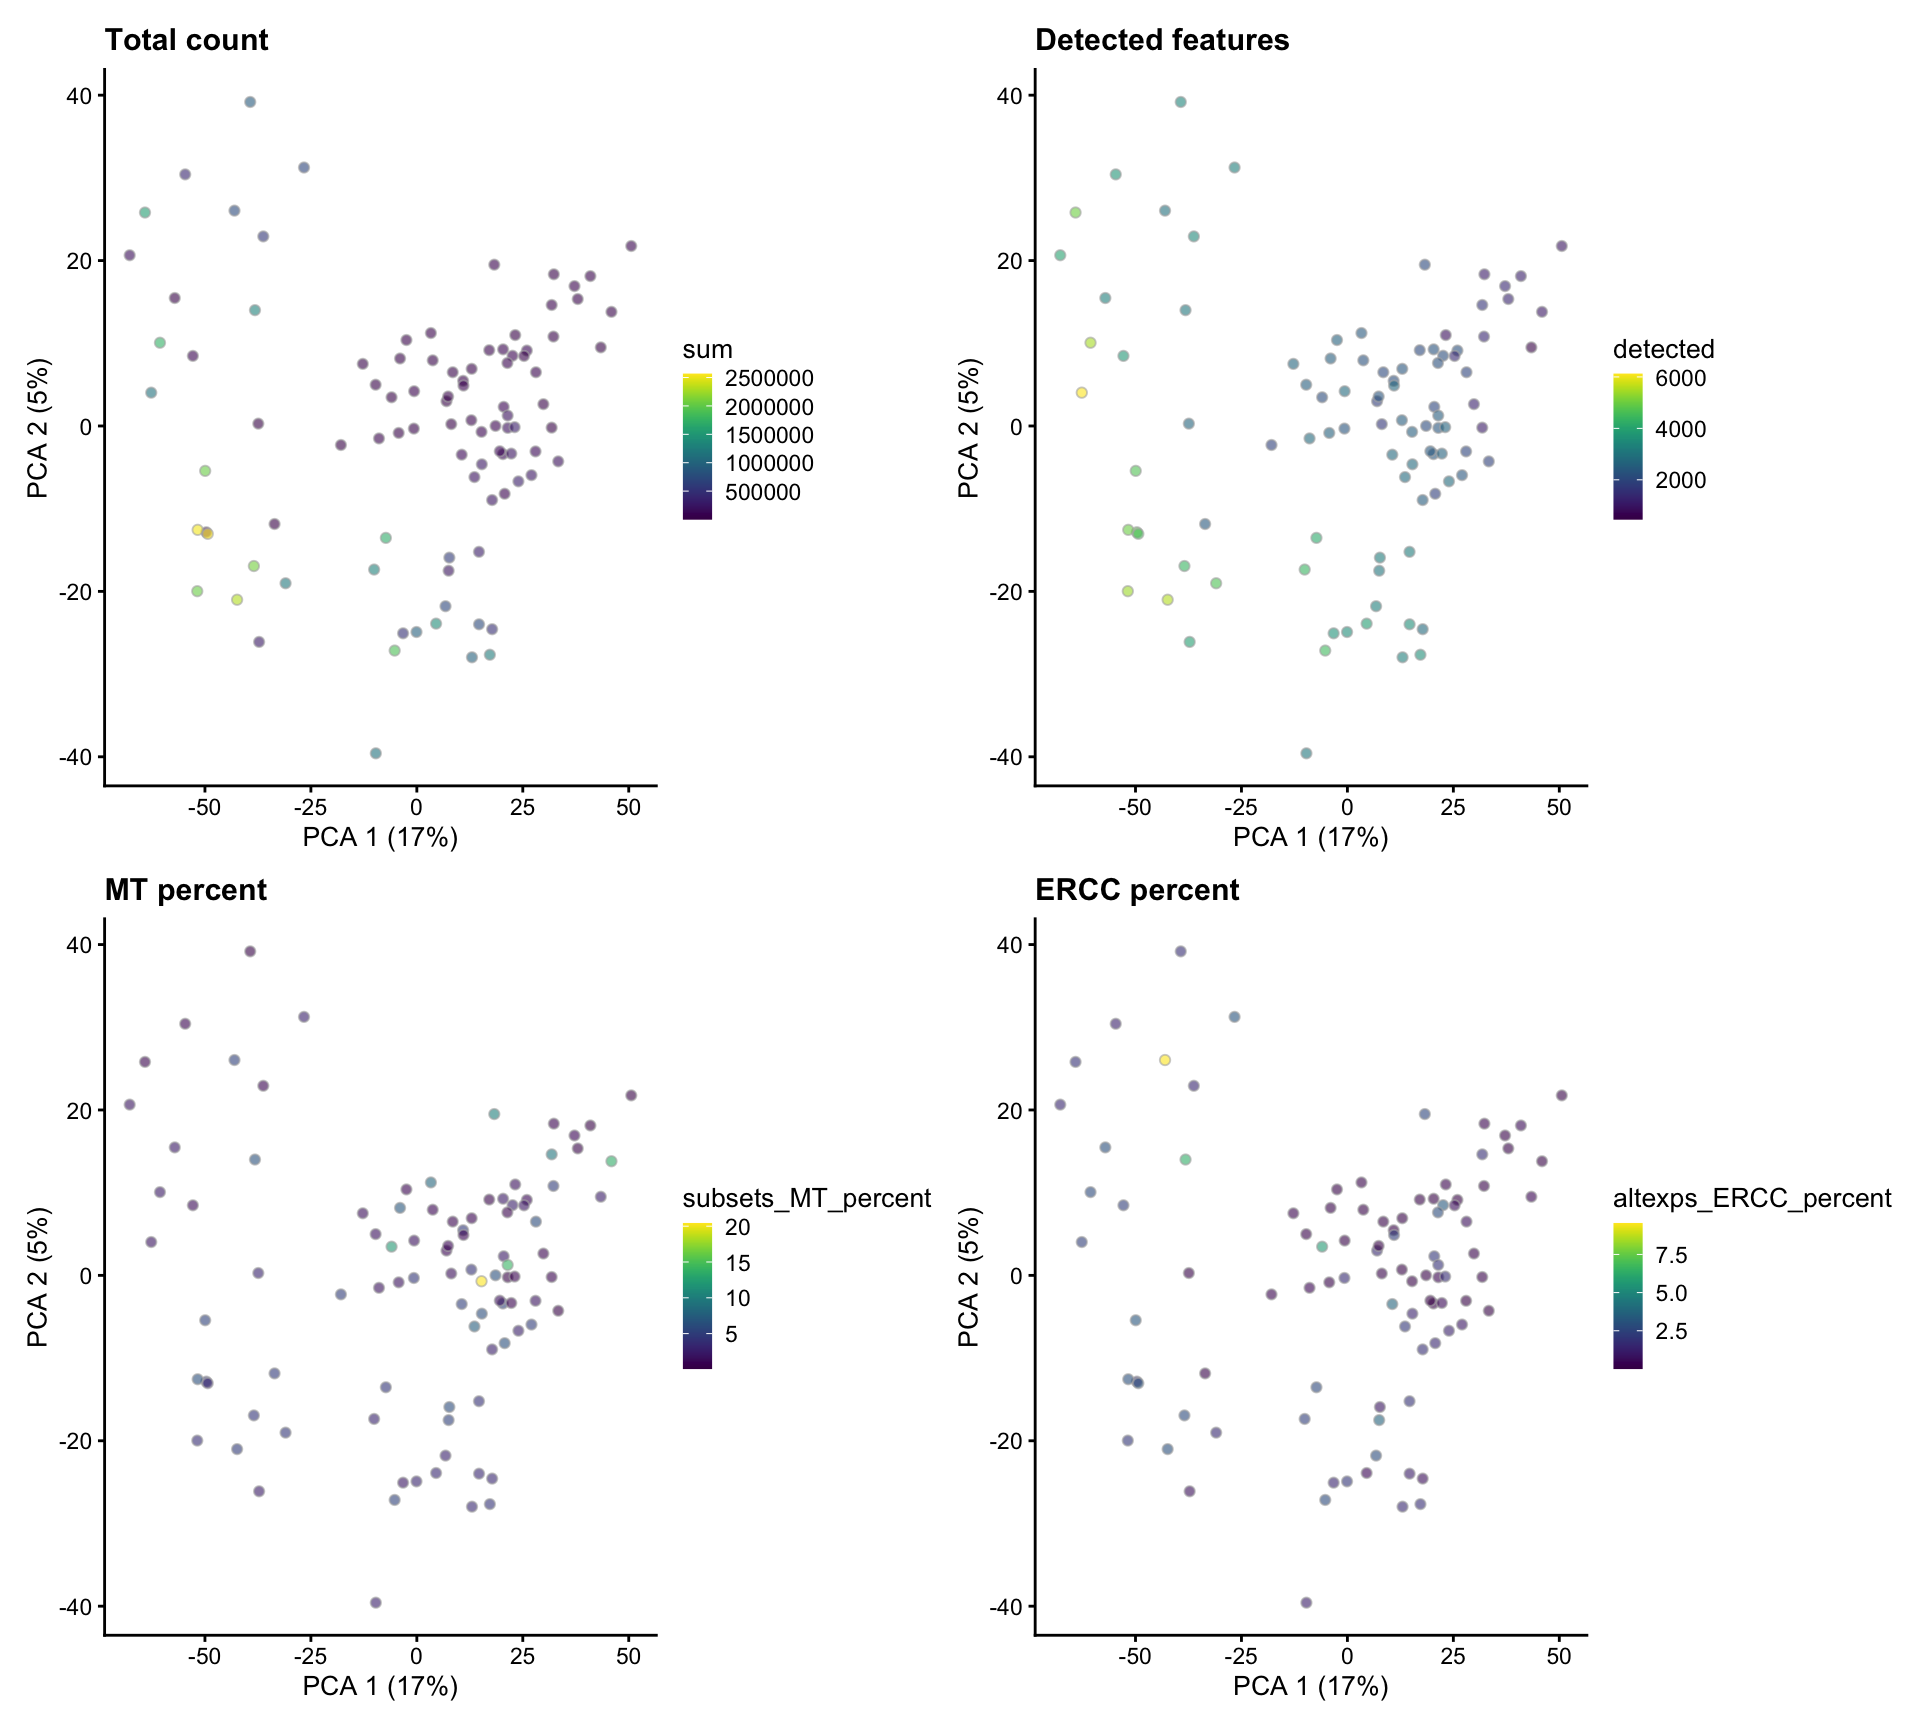 Total count
40
20
0
-20
-40
PCA 2 (5%)
-50 -25 0 25 50
PCA 1 (17%)
sum
2500000
2000000
1500000
1000000
500000
Detected features
40
20
0
-20
-40
PCA 2 (5%)
-50 -25 0 25 50
PCA 1 (17%)
detected
6000
4000
2000
MT percent
40
20
0
-20
-40
PCA 2 (5%)
-50 -25 0 25 50
PCA 1 (17%)
subsets_MT_percent
20
15
10
5
ERCC percent
40
20
0
-20
-40
PCA 2 (5%)
-50 -25 0 25 50
PCA 1 (17%)
altexps_ERCC_percent
7.5
5.0
2.5